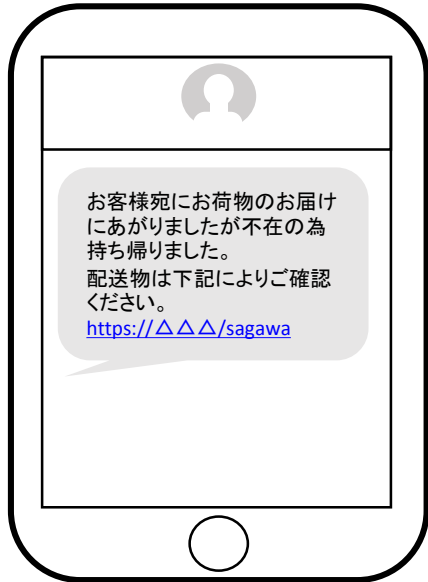 お客様宛にお荷物のお届け
にあがりましたが不在の為
持ち帰りました。
配送物は下記によりご確認
ください。
https://△△△/sagawa